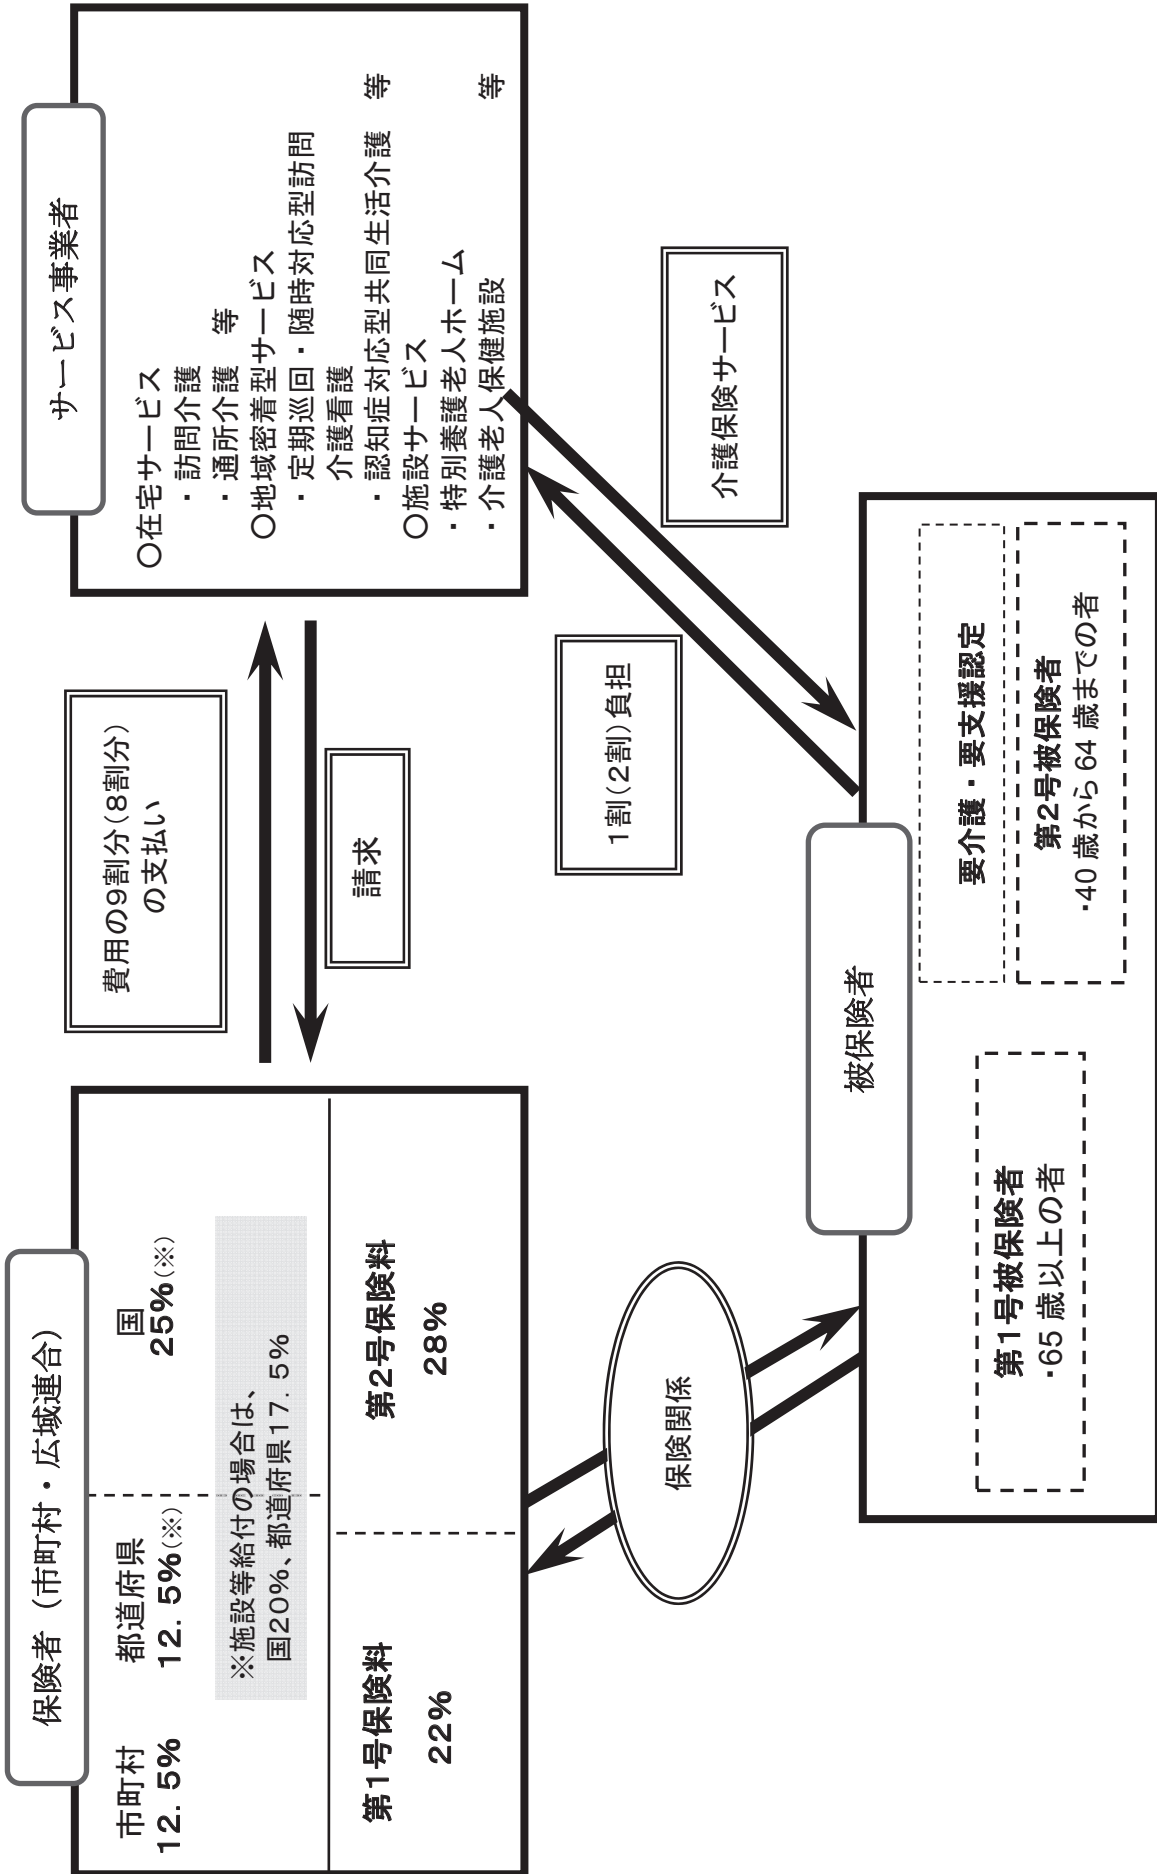 保険者（市町村・広域連合）
市町村
12. 5%
都道府県
12. 5%(※)
国
25%(※)
※施設等給付の場合は、
国20%、都道府県17. 5%
第1号保険料
22%
第2号保険料
28%
費用の9割分(8割分)
の支払い
請求
サービス事業者
○在宅サービス
・訪問介護
・通所介護　等
○地域密着型サービス
・定期巡回・随時対応型訪問
介護看護
・認知症対応型共同生活介護　等
○施設サービス
・特別養護老人ホーム
・介護老人保健施設　等
保険関係
1割(2割)負担
介護保険サービス
被保険者
第1号被保険者
・65 歳以上の者
要介護・要支援認定
第2号被保険者
・40 歳から 64 歳までの者